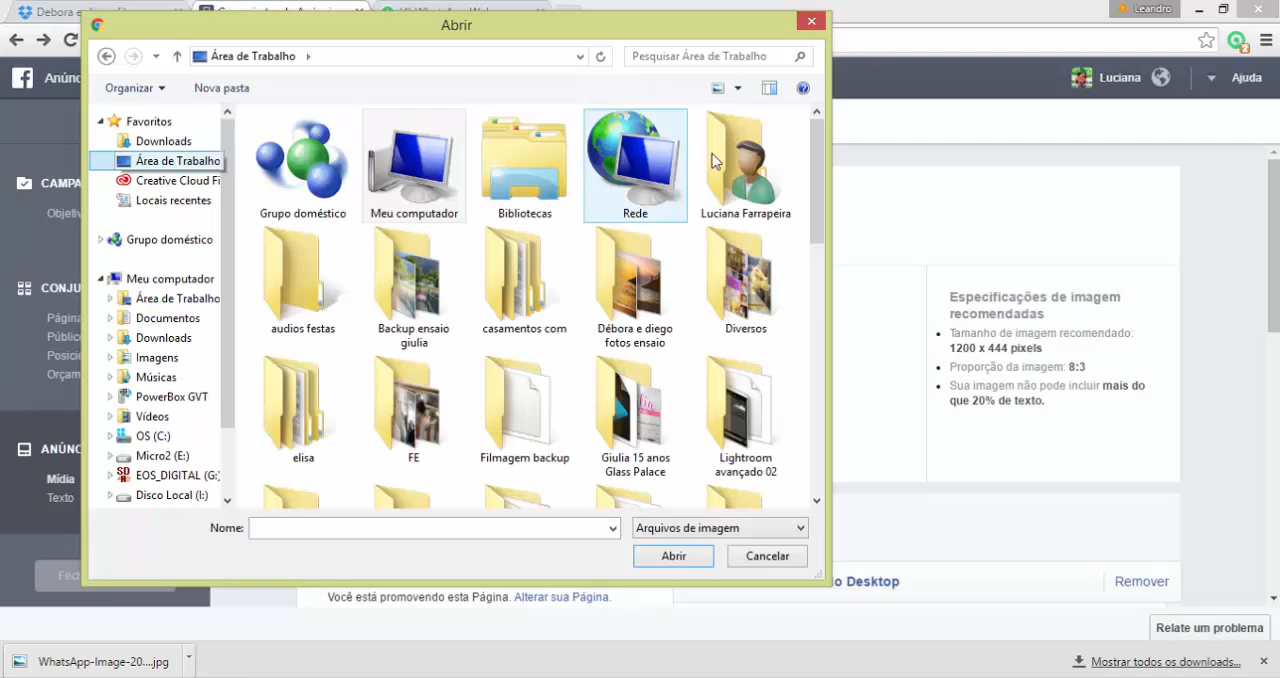 Debora e
Leandro
Abrir
Área de Trabalho
Pesquisar Área de Trabalho
Anúnc
Luciana
Ajuda
Organizar
Nova pasta
Favoritos
Downloads
Área de Trabalho
Creative Cloud Fi
Locais recentes
Grupo doméstico
Meu computador
Área de Trabalho
Documentos
Downloads
Imagens
Músicas
PowerBox GVT
Vídeos
OS (C:)
Micro2 (E:)
EOS_DIGITAL (G:
Disco Local (I:)
Grupo doméstico
Meu computador
Bibliotecas
Rede
Luciana Farrapeira
audios festas
Backup ensaio
giulia
casamentos com
Débora e diego
fotos ensaio
Diversos
elisa
FE
Filmagem backup
Giulia 15 anos
Glass Palace
Lightroom
avançado 02
Nome:
Arquivos de imagem
Abrir
Cancelar
CAMPA
Objetiv
CONJU
Página
Públic
Posicio
Orçam
ANÚNC
Mídia
Texto
Fech
Especificações de imagem
recomendadas
Tamanho de imagem recomendado:
1200 x 444 pixels
Proporção da imagem: 8:3
Sua imagem não pode incluir mais do
que 20% de texto.
o Desktop
Remover
Você está promovendo esta Página. Alterar sua Página.
Relate um problema
WhatsApp-Image-20....jpg
Mostrar todos os downloads...